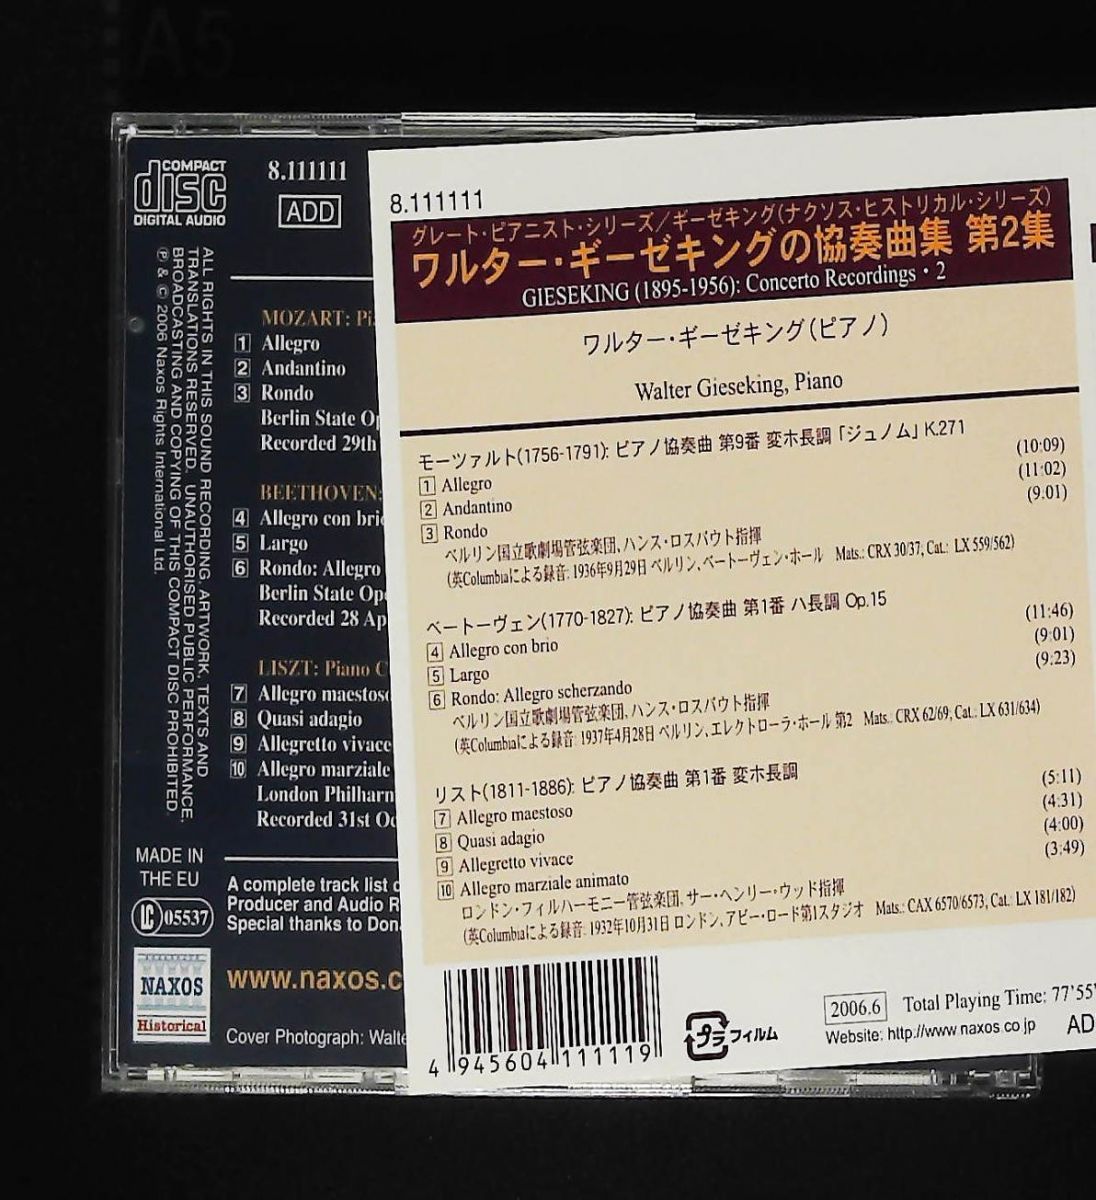 COMPACT
disc
DIGITAL AUDIO
8.111111
ADD
ALL RIGHTS IN THIS SOUND RECORDING, ARTWORK, TEXTS AND
TRANSLATIONS RESERVED. UNAUTHORISED PUBLIC PERFORMANCE,
BROADCASTING AND COPYING OF THIS COMPACT DISC PROHIBITED.
℗ & © 2006 Naxos Rights International Ltd.
MOZART:
1 Allegro
2 Andantino
3 Rondo
Berlin State
Recorded 29th
BEETHOVEN:
4 Allegro con brio
5 Largo
6 Rondo: Allegro
Berlin State
Recorded 28
LISZT: Piano
7 Allegro maestoso
8 Quasi adagio
9 Allegretto vivace
10 Allegro marziale
London
Recorded 31st
MADE IN
THE EU
LC 05537
NAXOS
Historical
A complete track list
Producer and Audio
Special thanks to
www.naxos.c
Cover Photograph:
8.111111
グレート・ピアニスト・シリーズ/ギーゼキング(ナクソス・ヒストリカル・シリーズ)
ワルター・ギーゼキングの協奏曲集 第2集
GIESEKING (1895-1956): Concerto Recordings・2
ワルター・ギーゼキング(ピアノ)
Walter Gieseking, Piano
モーツァルト(1756-1791): ピアノ協奏曲 第9番 変ホ長調「ジュノム」K.271
1 Allegro (10:09)
2 Andantino (11:02)
3 Rondo (9:01)
ベルリン国立歌劇場管弦楽団, ハンス・ロスバウト指揮
(英Columbiaによる録音: 1936年9月29日 ベルリン、ベートーヴェン・ホール Mats.: CRX 30/37; Cat.: LX 559/562)
ベートーヴェン(1770-1827): ピアノ協奏曲 第1番 ハ長調 Op.15
4 Allegro con brio (11:46)
5 Largo (9:01)
6 Rondo: Allegro scherzando (9:23)
ベルリン国立歌劇場管弦楽団, ハンス・ロスバウト指揮
(英Columbiaによる録音: 1937年4月28日 ベルリン、エレクトローラ・ホール 第2 Mats.: CRX 62/69; Cat.: LX 631/634)
リスト(1811-1886): ピアノ協奏曲 第1番 変ホ長調
7 Allegro maestoso (5:11)
8 Quasi adagio (4:31)
9 Allegretto vivace (4:00)
10 Allegro marziale animato (3:49)
ロンドン・フィルハーモニー管弦楽団, サー・ヘンリー・ウッド指揮
(英Columbiaによる録音: 1932年10月31日 ロンドン、アビー・ロード第1スタジオ Mats.: CAX 6570/6573, Cat.: LX 181/182)
4 945604 111119
プラ フィルム
2006.6
Total Playing Time: 77'55"
Website: http://www.naxos.co.jp
AD